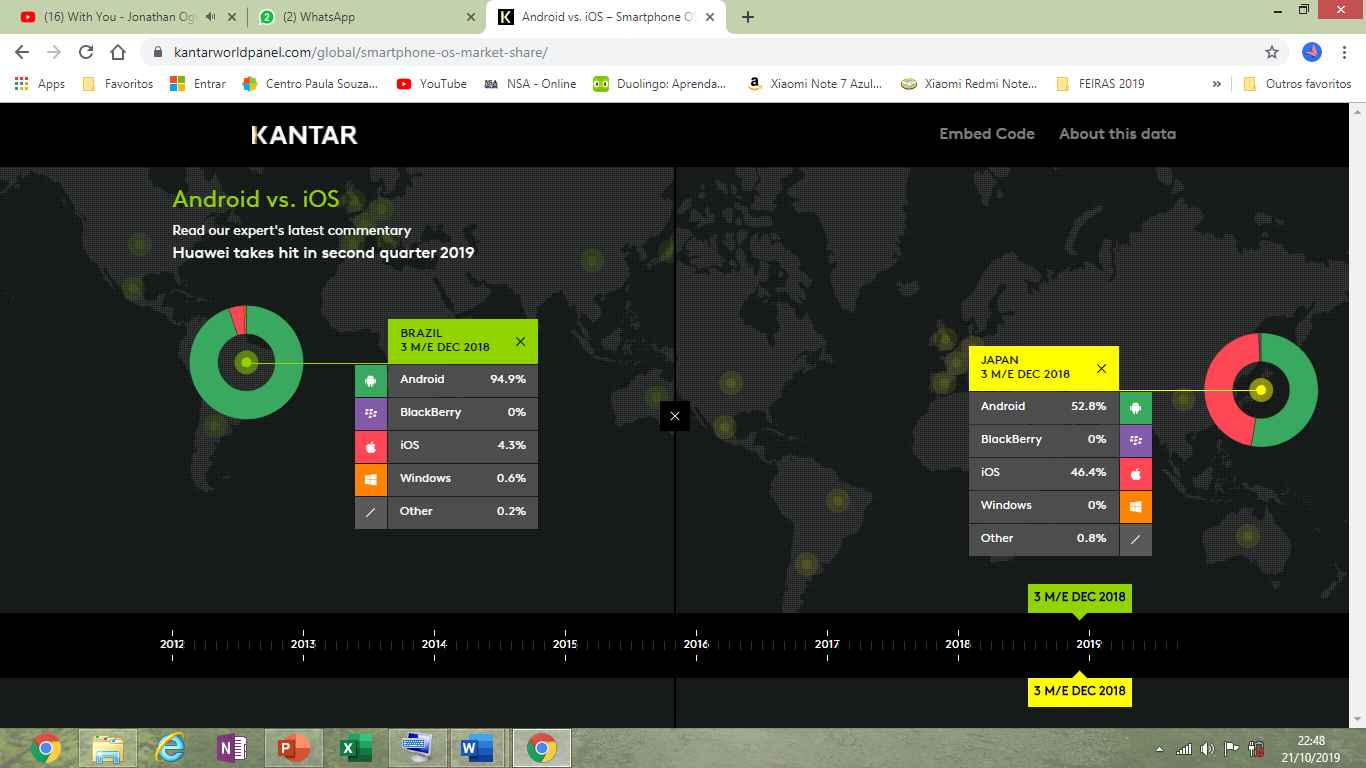 (16) With You - Jonathan Og
(2) WhatsApp
Android vs. iOS – Smartphone OS
kantarworldpanel.com/global/smartphone-os-market-share/
Apps
Favoritos
Entrar
Centro Paula Souza...
YouTube
NSA - Online
Duolingo: Aprenda...
Xiaomi Note 7 Azul...
Xiaomi Redmi Note...
FEIRAS 2019
»
Outros favoritos
KANTAR
Embed Code
About this data
Android vs. iOS
Read our expert's latest commentary
Huawei takes hit in second quarter 2019
BRAZIL
3 M/E DEC 2018
Android 94.9%
BlackBerry 0%
iOS 4.3%
Windows 0.6%
Other 0.2%
JAPAN
3 M/E DEC 2018
Android 52.8%
BlackBerry 0%
iOS 46.4%
Windows 0%
Other 0.8%
3 M/E DEC 2018
2012 2013 2014 2015 2016 2017 2018 2019
3 M/E DEC 2018
22:48
21/10/2019